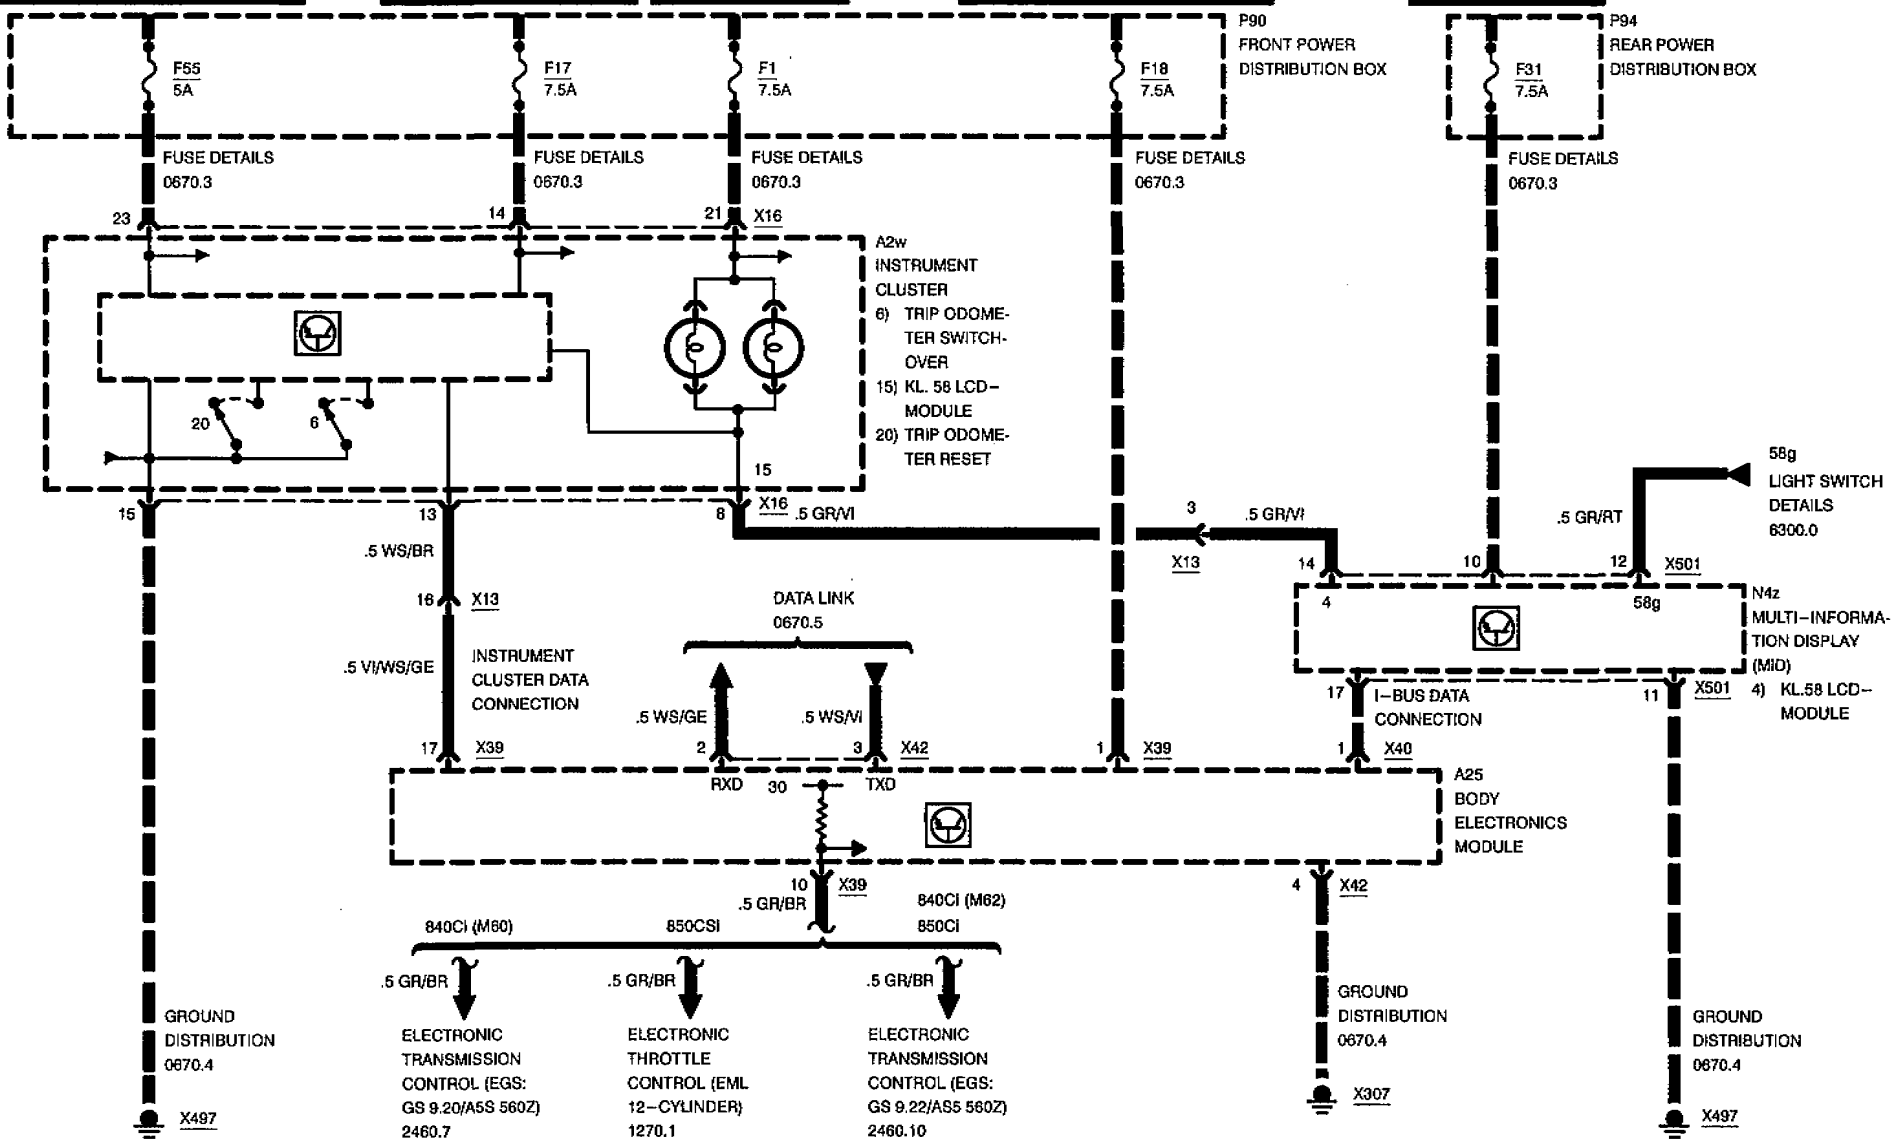 P90
FRONT POWER
DISTRIBUTION BOX
F55
5A
F17
7.5A
F1
7.5A
F18
7.5A
P94
REAR POWER
DISTRIBUTION BOX
F31
7.5A
FUSE DETAILS
0670.3
FUSE DETAILS
0670.3
FUSE DETAILS
0670.3
FUSE DETAILS
0670.3
FUSE DETAILS
0670.3
23
14
21
X16
A2w
INSTRUMENT
CLUSTER
6) TRIP ODOME-
TER SWITCH-
OVER
15) KL. 58 LCD-
MODULE
20) TRIP ODOME-
TER RESET
20
6
15
15
13
8
X16
.5 GR/VI
3
X13
.5 GR/VI
58g
LIGHT SWITCH
DETAILS
6300.0
.5 GR/RT
14
10
12
X501
4
58g
N4z
MULTI-INFORMA-
TION DISPLAY
(MID)
4) KL.58 LCD-
MODULE
.5 WS/BR
16
X13
.5 VI/WS/GE
INSTRUMENT
CLUSTER DATA
CONNECTION
DATA LINK
0670.5
.5 WS/GE
.5 WS/VI
17
I-BUS DATA
CONNECTION
11
X501
17
X39
2
3
X42
1
X39
1
X40
RXD
30
TXD
A25
BODY
ELECTRONICS
MODULE
10
X39
.5 GR/BR
4
X42
840CI (M60)
850CSI
840CI (M62)
850CI
.5 GR/BR
.5 GR/BR
.5 GR/BR
ELECTRONIC
TRANSMISSION
CONTROL (EGS:
GS 9.20/A5S 560Z)
2460.7
ELECTRONIC
THROTTLE
CONTROL (EML
12-CYLINDER)
1270.1
ELECTRONIC
TRANSMISSION
CONTROL (EGS:
GS 9.22/AS5 560Z)
2460.10
GROUND
DISTRIBUTION
0670.4
X497
GROUND
DISTRIBUTION
0670.4
X307
GROUND
DISTRIBUTION
0670.4
X497